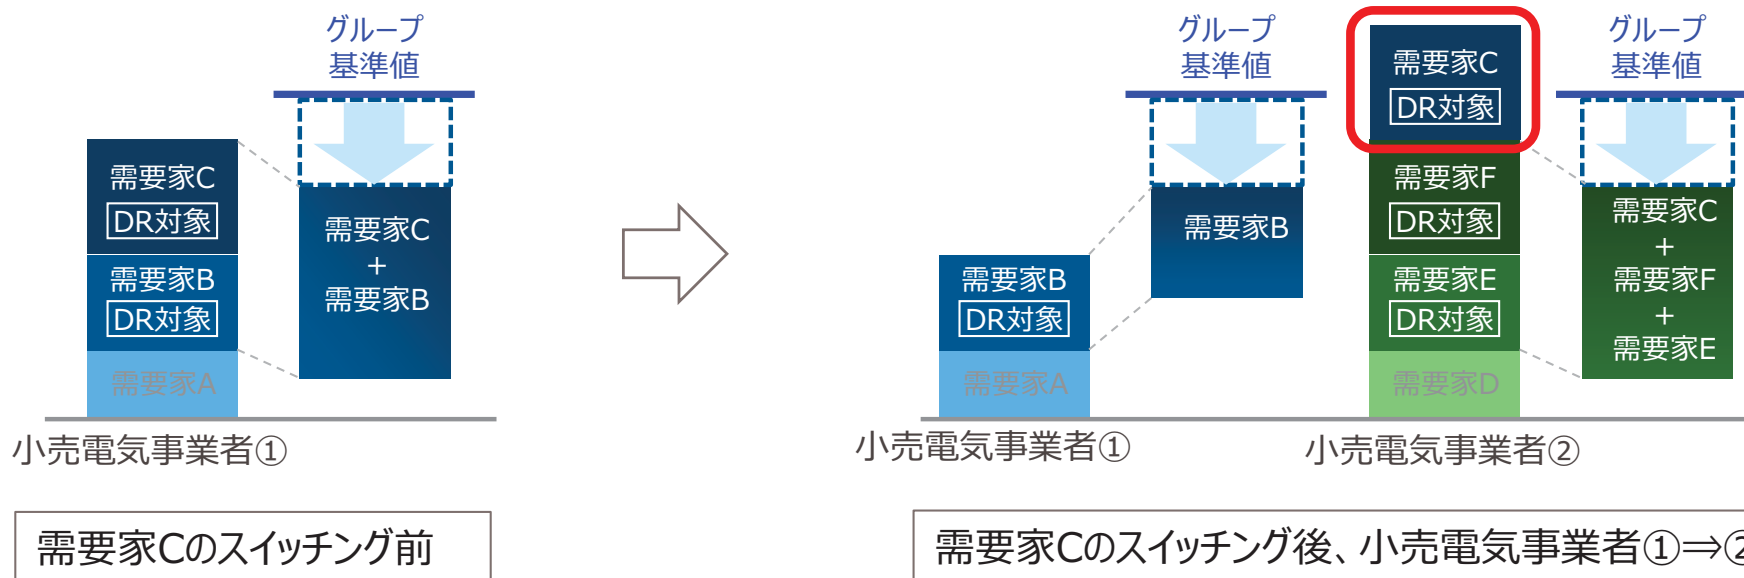 グループ
基準値
需要家C
DR対象
需要家B
DR対象
需要家A
需要家C
+
需要家B
小売電気事業者①
需要家Cのスイッチング前
グループ
基準値
需要家B
DR対象
需要家A
需要家B
小売電気事業者①
需要家C
DR対象
需要家F
DR対象
需要家E
DR対象
需要家D
グループ
基準値
需要家C
+
需要家F
+
需要家E
小売電気事業者②
需要家Cのスイッチング後、小売電気事業者①⇒②